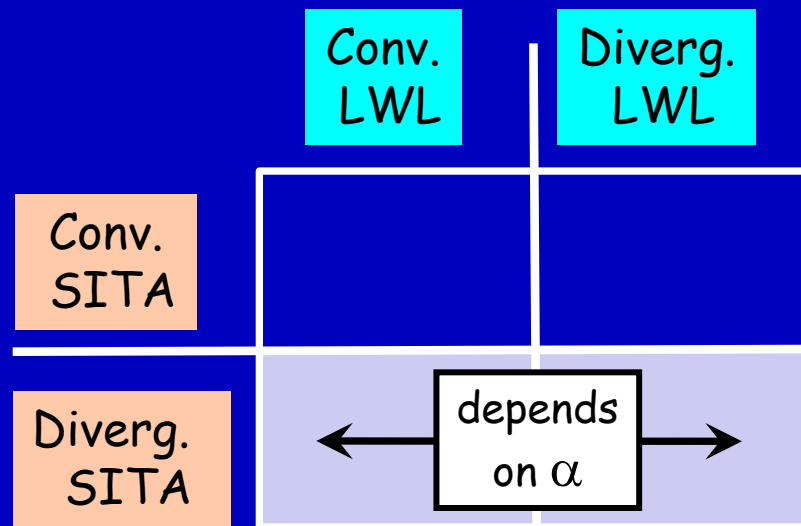 Conv.
LWL
Diverg.
LWL
Conv.
SITA
Diverg.
SITA
depends
on α